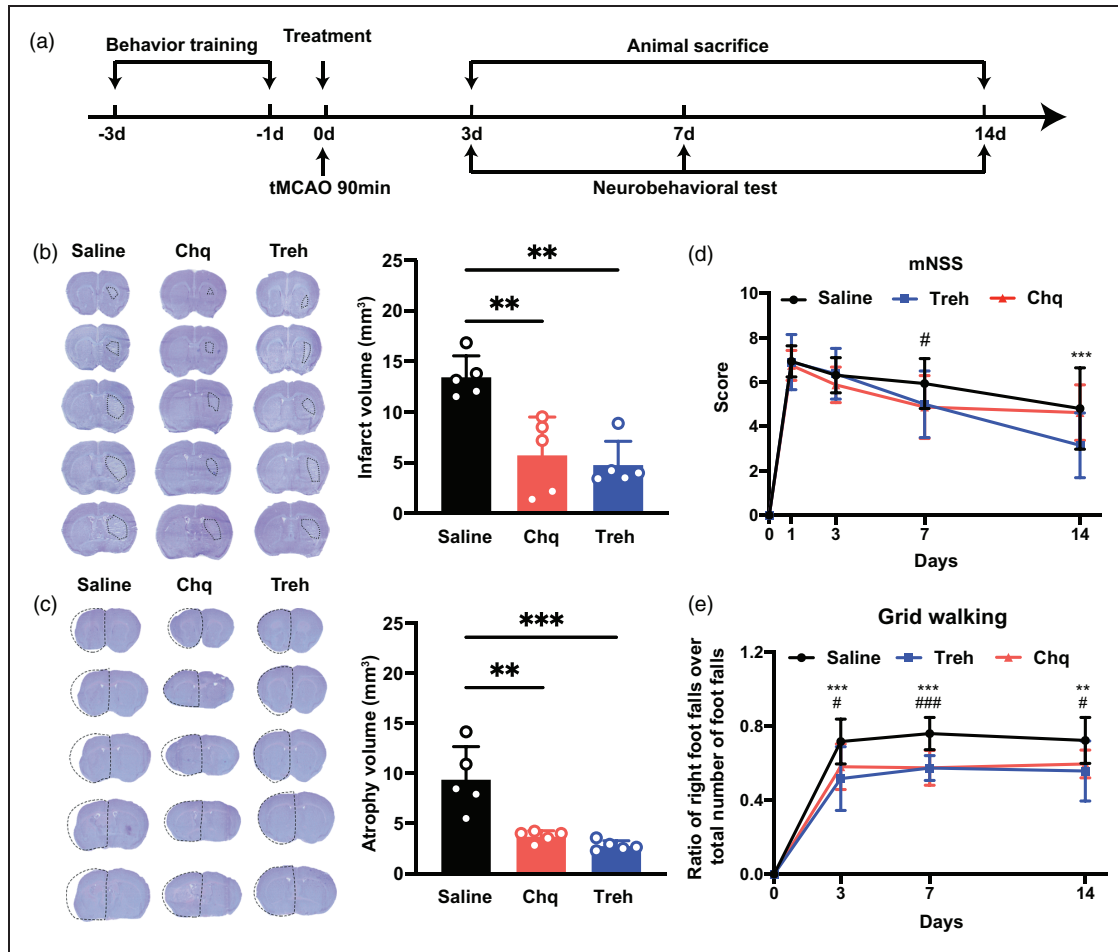 (a)
Behavior training
Treatment
Animal sacrifice
-3d
-1d
0d
3d
7d
14d
tMCAO 90min
Neurobehavioral test
(b)
Saline
Chq
Treh
Infarct volume (mm³)
25
20
15
10
5
0
**
**
Saline
Chq
Treh
(c)
Saline
Chq
Treh
Atrophy volume (mm³)
25
20
15
10
5
0
***
**
Saline
Chq
Treh
(d)
mNSS
Saline
Treh
Chq
Score
10
8
6
4
2
0
#
***
0
1
3
7
14
Days
(e)
Grid walking
Saline
Treh
Chq
Ratio of right foot falls over
total number of foot falls
1.2
0.8
0.4
0.0
***
#
***
###
**
#
0
3
7
14
Days